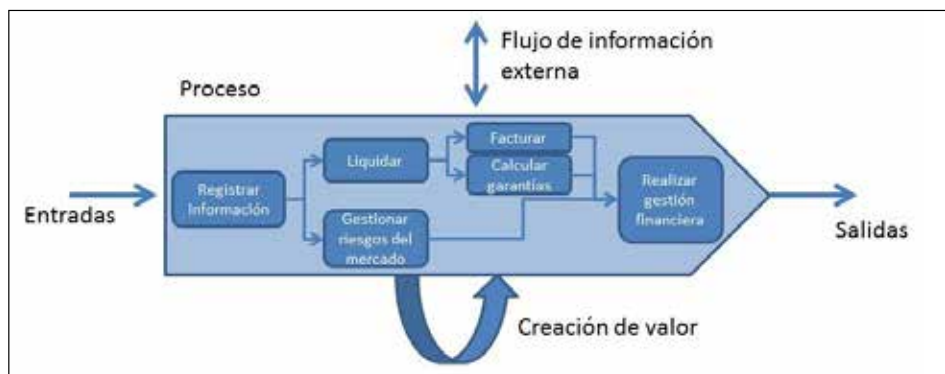 Flujo de información
externa
Proceso
Entradas
Registrar
Información
Liquidar
Gestionar
riesgos del
mercado
Facturar
Calcular
garantías
Realizar
gestión
financiera
Salidas
Creación de valor